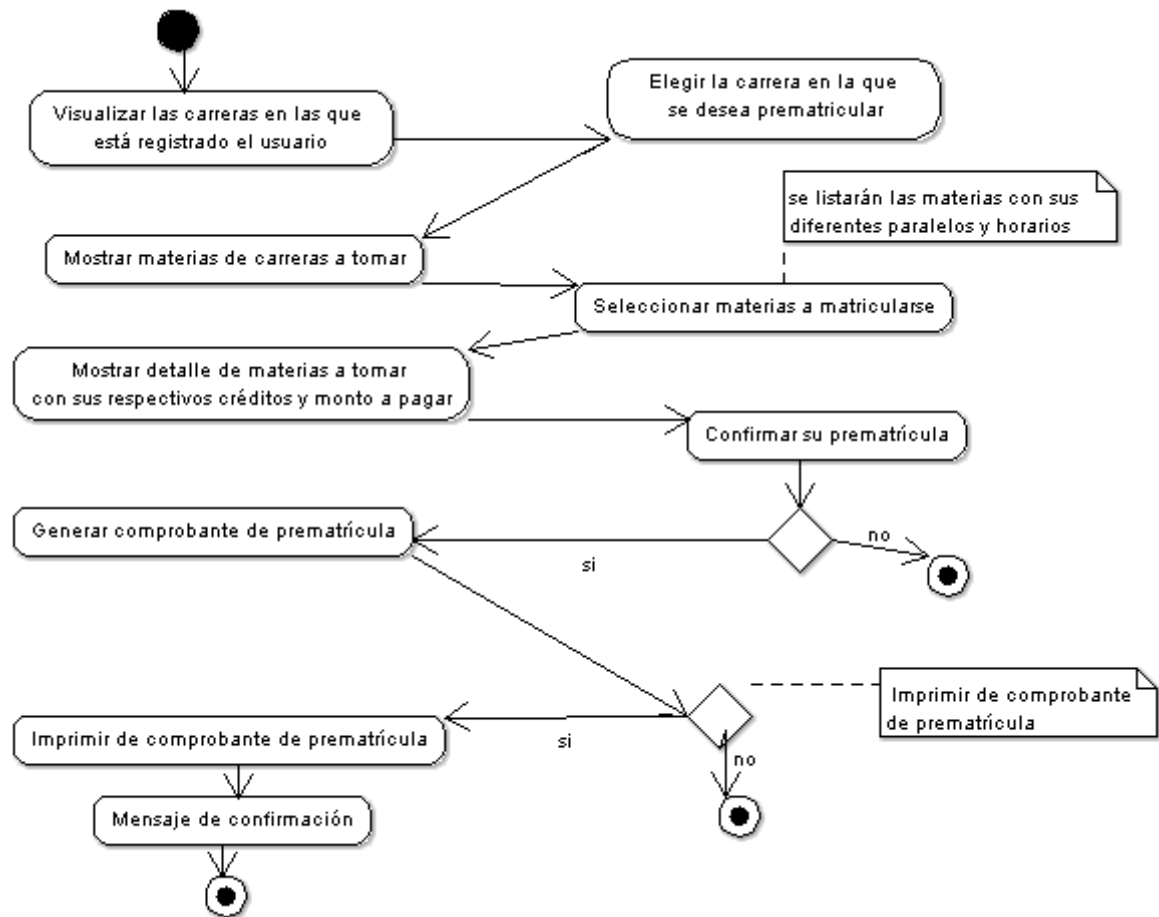 Visualizar las carreras en las que
está registrado el usuario
Elegir la carrera en la que
se desea prematricular
se listarán las materias con sus
diferentes paralelos y horarios
Mostrar materias de carreras a tomar
Seleccionar materias a matricularse
Mostrar detalle de materias a tomar
con sus respectivos créditos y monto a pagar
Confirmar su prematrícula
Generar comprobante de prematrícula
si
no
Imprimir de comprobante
de prematrícula
Imprimir de comprobante de prematrícula
si
no
Mensaje de confirmación